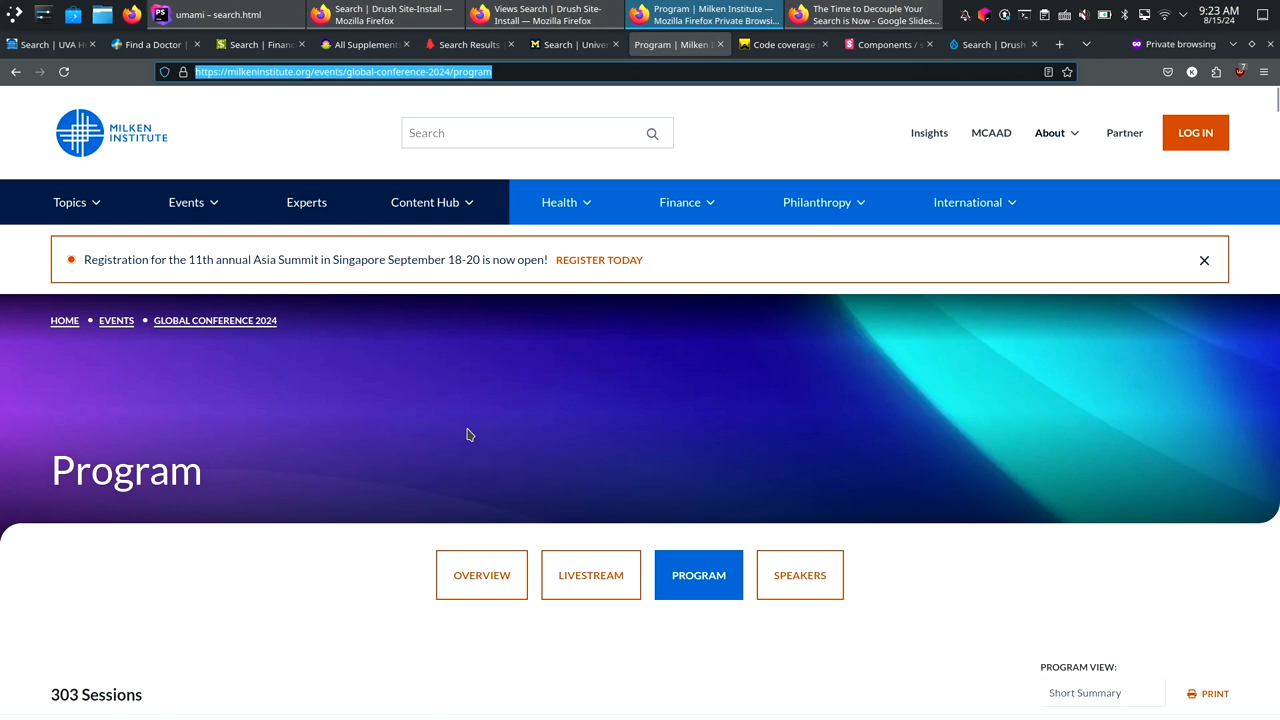 umami – search.html
Search | Drush Site-Install — Mozilla Firefox
Views Search | Drush Site-Install — Mozilla Firefox
Program | Milken Institute — Mozilla Firefox Private Browsi...
The Time to Decouple Your Search is Now - Google Slides...
9:23 AM
8/15/24
Search | UVA H
Find a Doctor |
Search | Financ
All Supplement
Search Results |
Search | Univer
Program | Milken I
Code coverage
Components / s
Search | Drush
Private browsing
https://milkeninstitute.org/events/global-conference-2024/program
7
MILKEN
INSTITUTE
Search
Insights
MCAAD
About
Partner
LOG IN
Topics
Events
Experts
Content Hub
Health
Finance
Philanthropy
International
Registration for the 11th annual Asia Summit in Singapore September 18-20 is now open! REGISTER TODAY
HOME • EVENTS • GLOBAL CONFERENCE 2024
Program
OVERVIEW
LIVESTREAM
PROGRAM
SPEAKERS
PROGRAM VIEW:
303 Sessions
Short Summary
PRINT